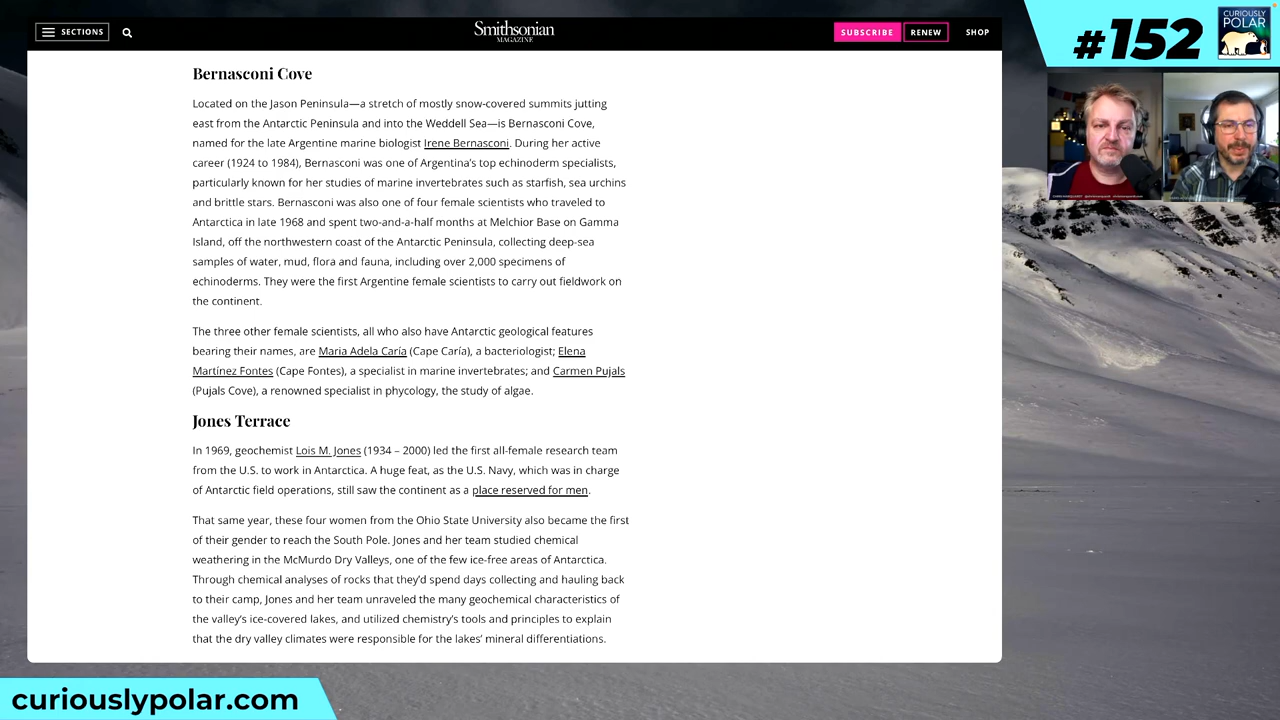 SECTIONS
Smithsonian
MAGAZINE
SUBSCRIBE
RENEW
SHOP
#152
CURIOUSLY
POLAR
Bernasconi Cove
Located on the Jason Peninsula—a stretch of mostly snow-covered summits jutting
east from the Antarctic Peninsula and into the Weddell Sea—is Bernasconi Cove,
named for the late Argentine marine biologist Irene Bernasconi. During her active
career (1924 to 1984), Bernasconi was one of Argentina's top echinoderm specialists,
particularly known for her studies of marine invertebrates such as starfish, sea urchins
and brittle stars. Bernasconi was also one of four female scientists who traveled to
Antarctica in late 1968 and spent two-and-a-half months at Melchior Base on Gamma
Island, off the northwestern coast of the Antarctic Peninsula, collecting deep-sea
samples of water, mud, flora and fauna, including over 2,000 specimens of
echinoderms. They were the first Argentine female scientists to carry out fieldwork on
the continent.
The three other female scientists, all who also have Antarctic geological features
bearing their names, are Maria Adela Caría (Cape Caría), a bacteriologist; Elena
Martínez Fontes (Cape Fontes), a specialist in marine invertebrates; and Carmen Pujals
(Pujals Cove), a renowned specialist in phycology, the study of algae.
Jones Terrace
In 1969, geochemist Lois M. Jones (1934 – 2000) led the first all-female research team
from the U.S. to work in Antarctica. A huge feat, as the U.S. Navy, which was in charge
of Antarctic field operations, still saw the continent as a place reserved for men.
That same year, these four women from the Ohio State University also became the first
of their gender to reach the South Pole. Jones and her team studied chemical
weathering in the McMurdo Dry Valleys, one of the few ice-free areas of Antarctica.
Through chemical analyses of rocks that they'd spend days collecting and hauling back
to their camp, Jones and her team unraveled the many geochemical characteristics of
the valley's ice-covered lakes, and utilized chemistry's tools and principles to explain
that the dry valley climates were responsible for the lakes' mineral differentiations.
curiouslypolar.com